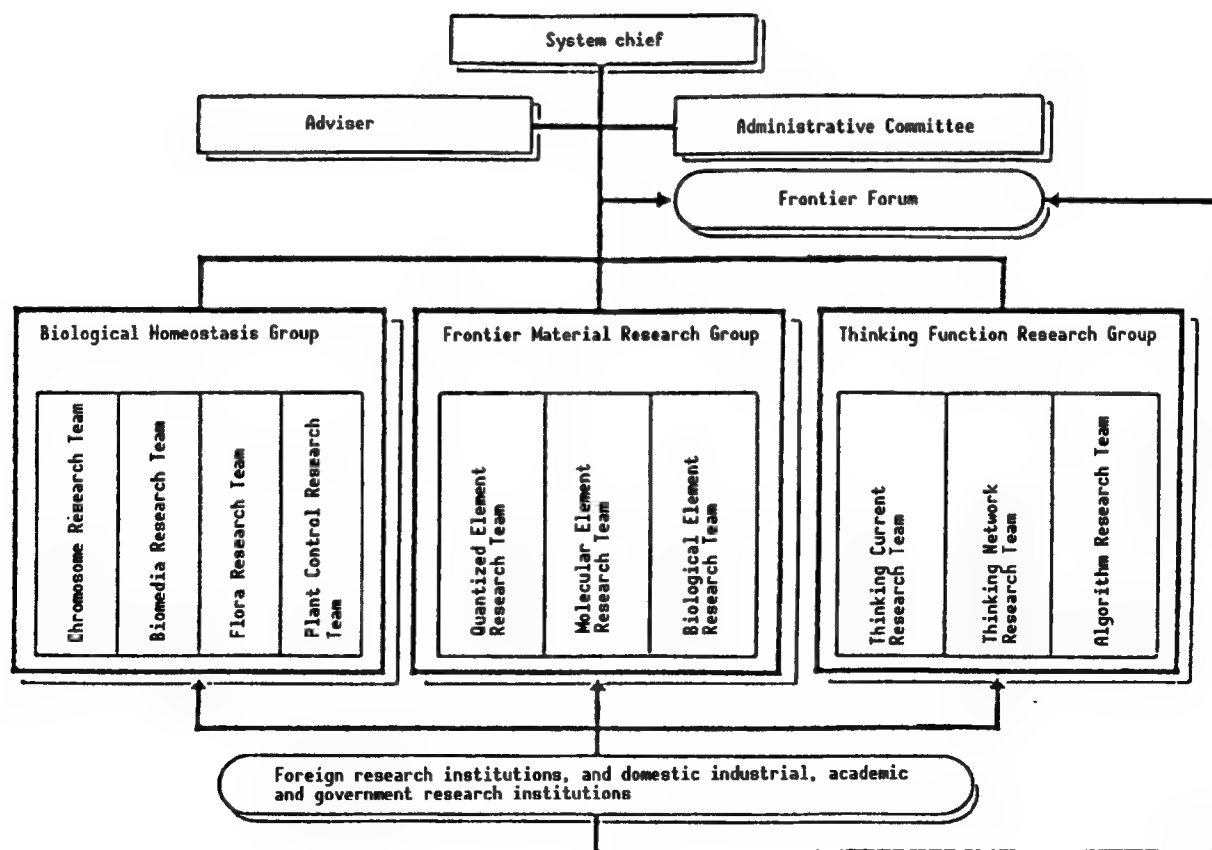 System chief
Adviser
Administrative Committee
Frontier Forum
Biological Homeostasis Group
Chromosome Research Team
Biomedia Research Team
Flora Research Team
Plant Control Research
Team
Frontier Material Research Group
Quantized Element
Research Team
Molecular Element
Research Team
Biological Element
Research Team
Thinking Function Research Group
Thinking Current
Research Team
Thinking Network
Research Team
Algorithm Research Team
Foreign research institutions, and domestic industrial, academic
and government research institutions